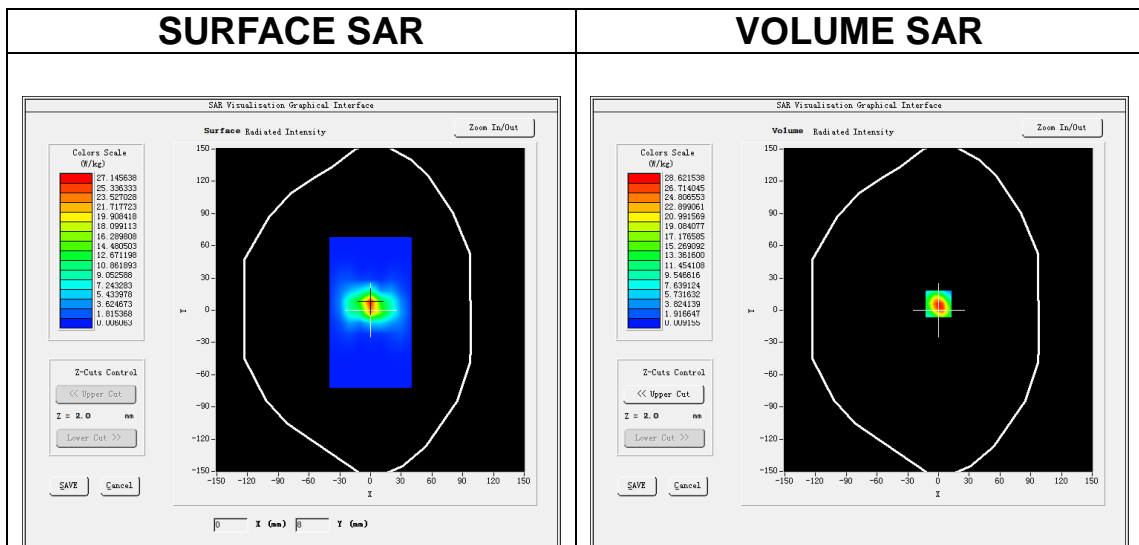 SURFACE SAR
VOLUME SAR
SAR Visualisation Graphical Interface
Surface Radiated Intensity
Zoom In/Out
Colors Scale
(W/kg)
27.145638
25.336333
23.527028
21.717723
19.908418
18.099113
16.289808
14.480503
12.671198
10.861893
9.052588
7.243283
5.433978
3.624673
1.815368
0.006063
Z-Cuts Control
<< Upper Cut
Z = 2.0 mm
Lower Cut >>
SAVE
Cancel
150
120
90
60
30
0
-30
-60
-90
-120
-150
Y
-150 -120 -90 -60 -30 0 30 60 90 120 150
X
0 X (mm) 8 Y (mm)
SAR Visualisation Graphical Interface
Volume Radiated Intensity
Zoom In/Out
Colors Scale
(W/kg)
28.621538
26.714045
24.806553
22.899061
20.991569
19.084077
17.176585
15.269092
13.361600
11.454108
9.546616
7.639124
5.731632
3.824139
1.916647
0.009155
Z-Cuts Control
<< Upper Cut
Z = 2.0 mm
Lower Cut >>
SAVE
Cancel
150
120
90
60
30
0
-30
-60
-90
-120
-150
Y
-150 -120 -90 -60 -30 0 30 60 90 120 150
X